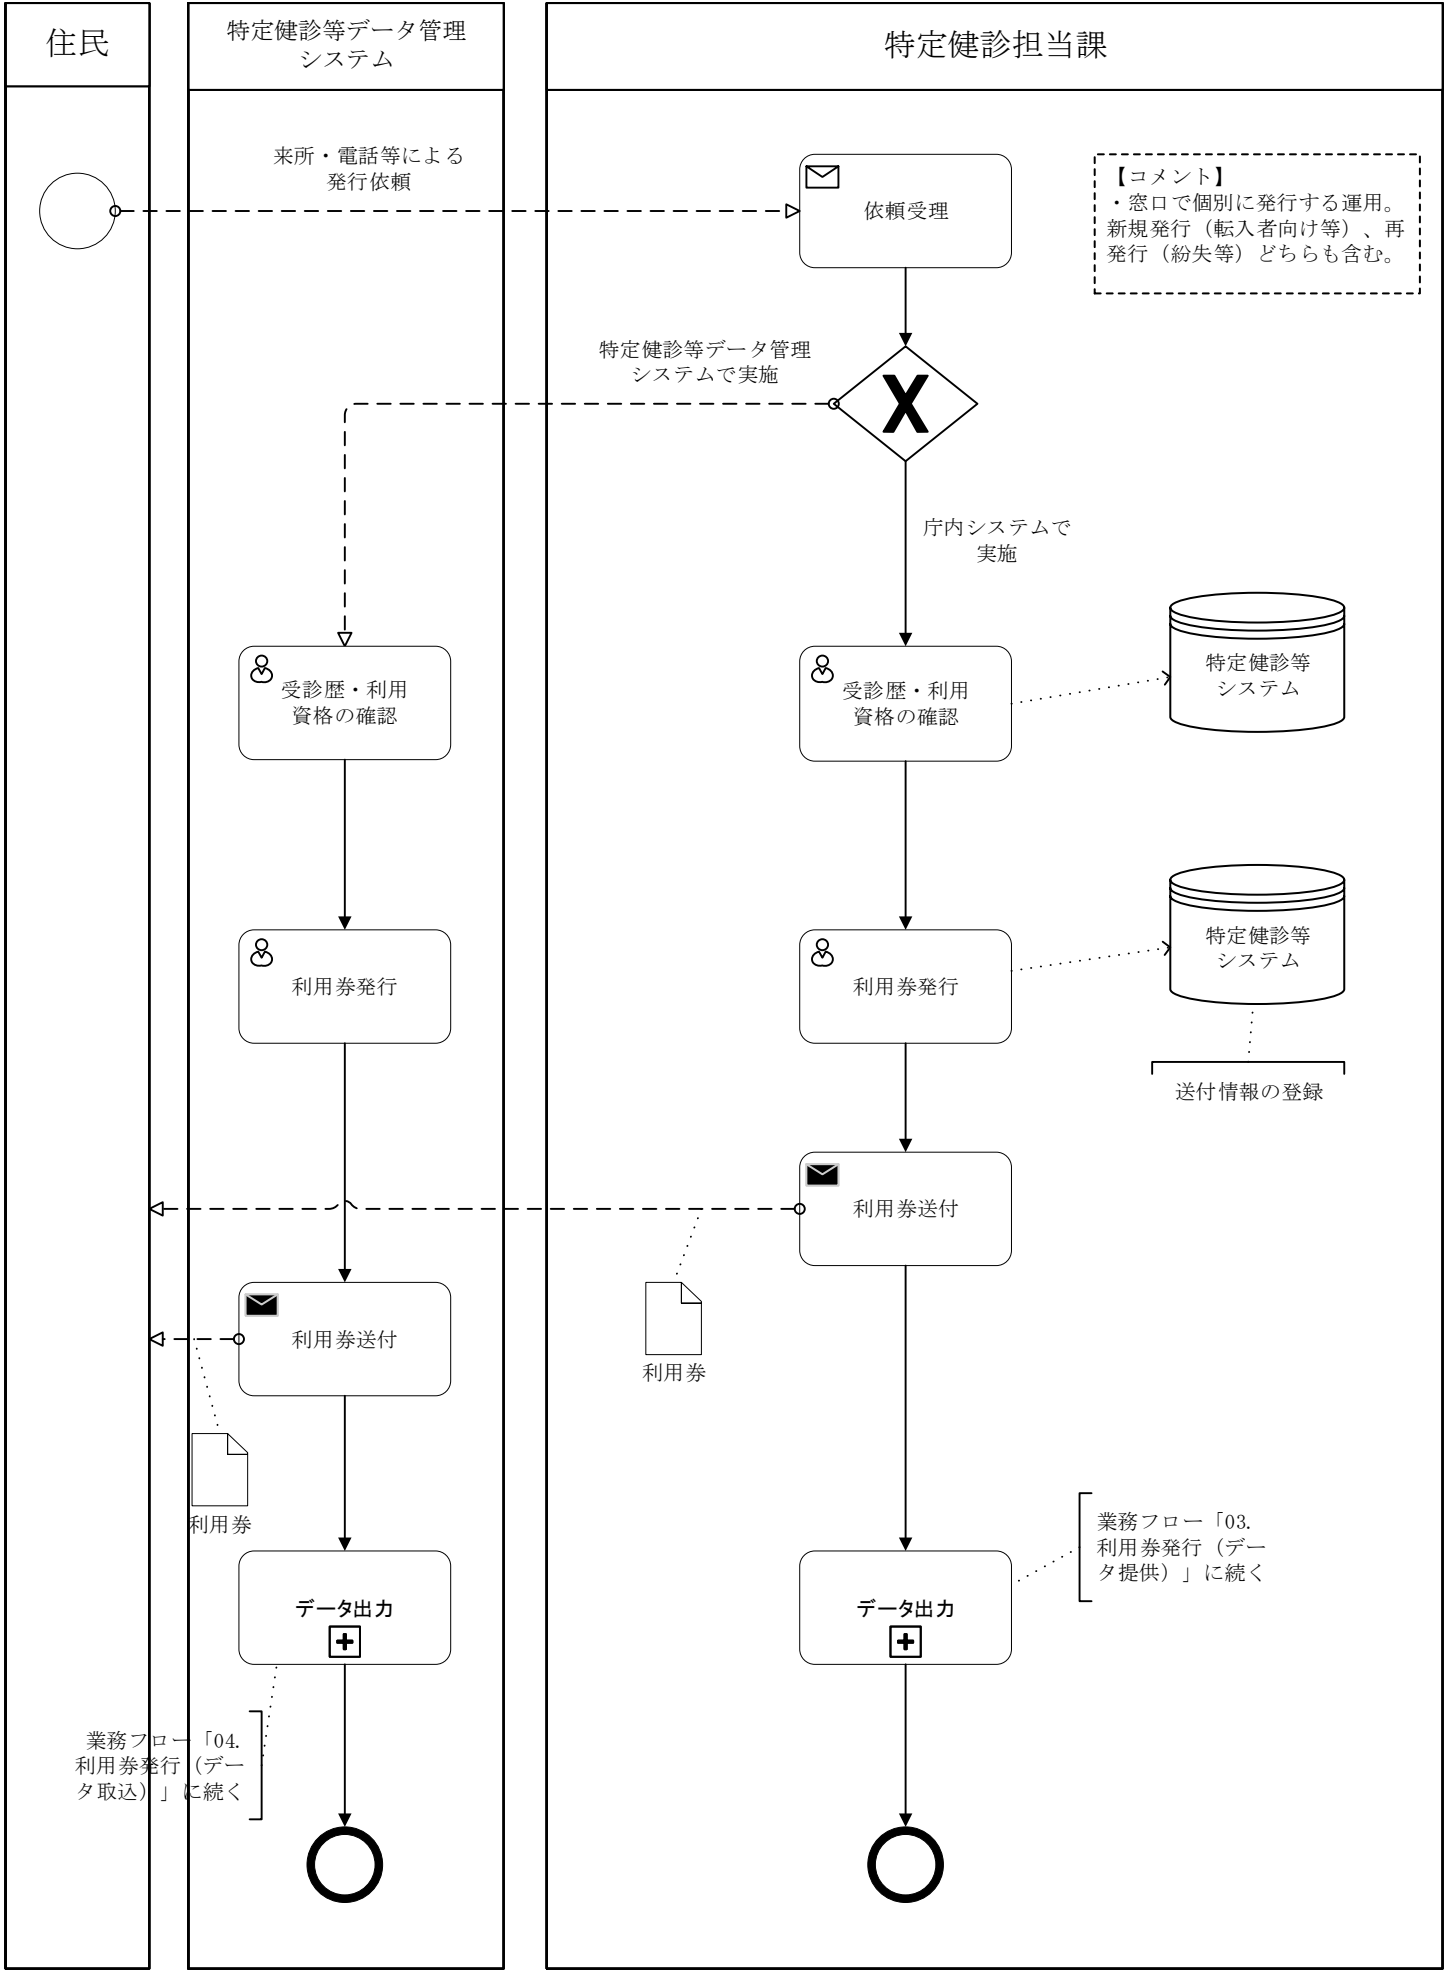 住民
特定健診等データ管理
システム
特定健診担当課
来所・電話等による
発行依頼
依頼受理
【コメント】
・窓口で個別に発行する運用。
新規発行（転入者向け等）、再
発行（紛失等）どちらも含む。
特定健診等データ管理
システムで実施
庁内システムで
実施
受診歴・利用
資格の確認
受診歴・利用
資格の確認
特定健診等
システム
利用券発行
利用券発行
特定健診等
システム
送付情報の登録
利用券送付
利用券
利用券送付
利用券
業務フロー「03.
利用券発行（デー
タ提供）」に続く
データ出力
データ出力
業務フロー「04.
利用券発行（デー
タ取込）」に続く